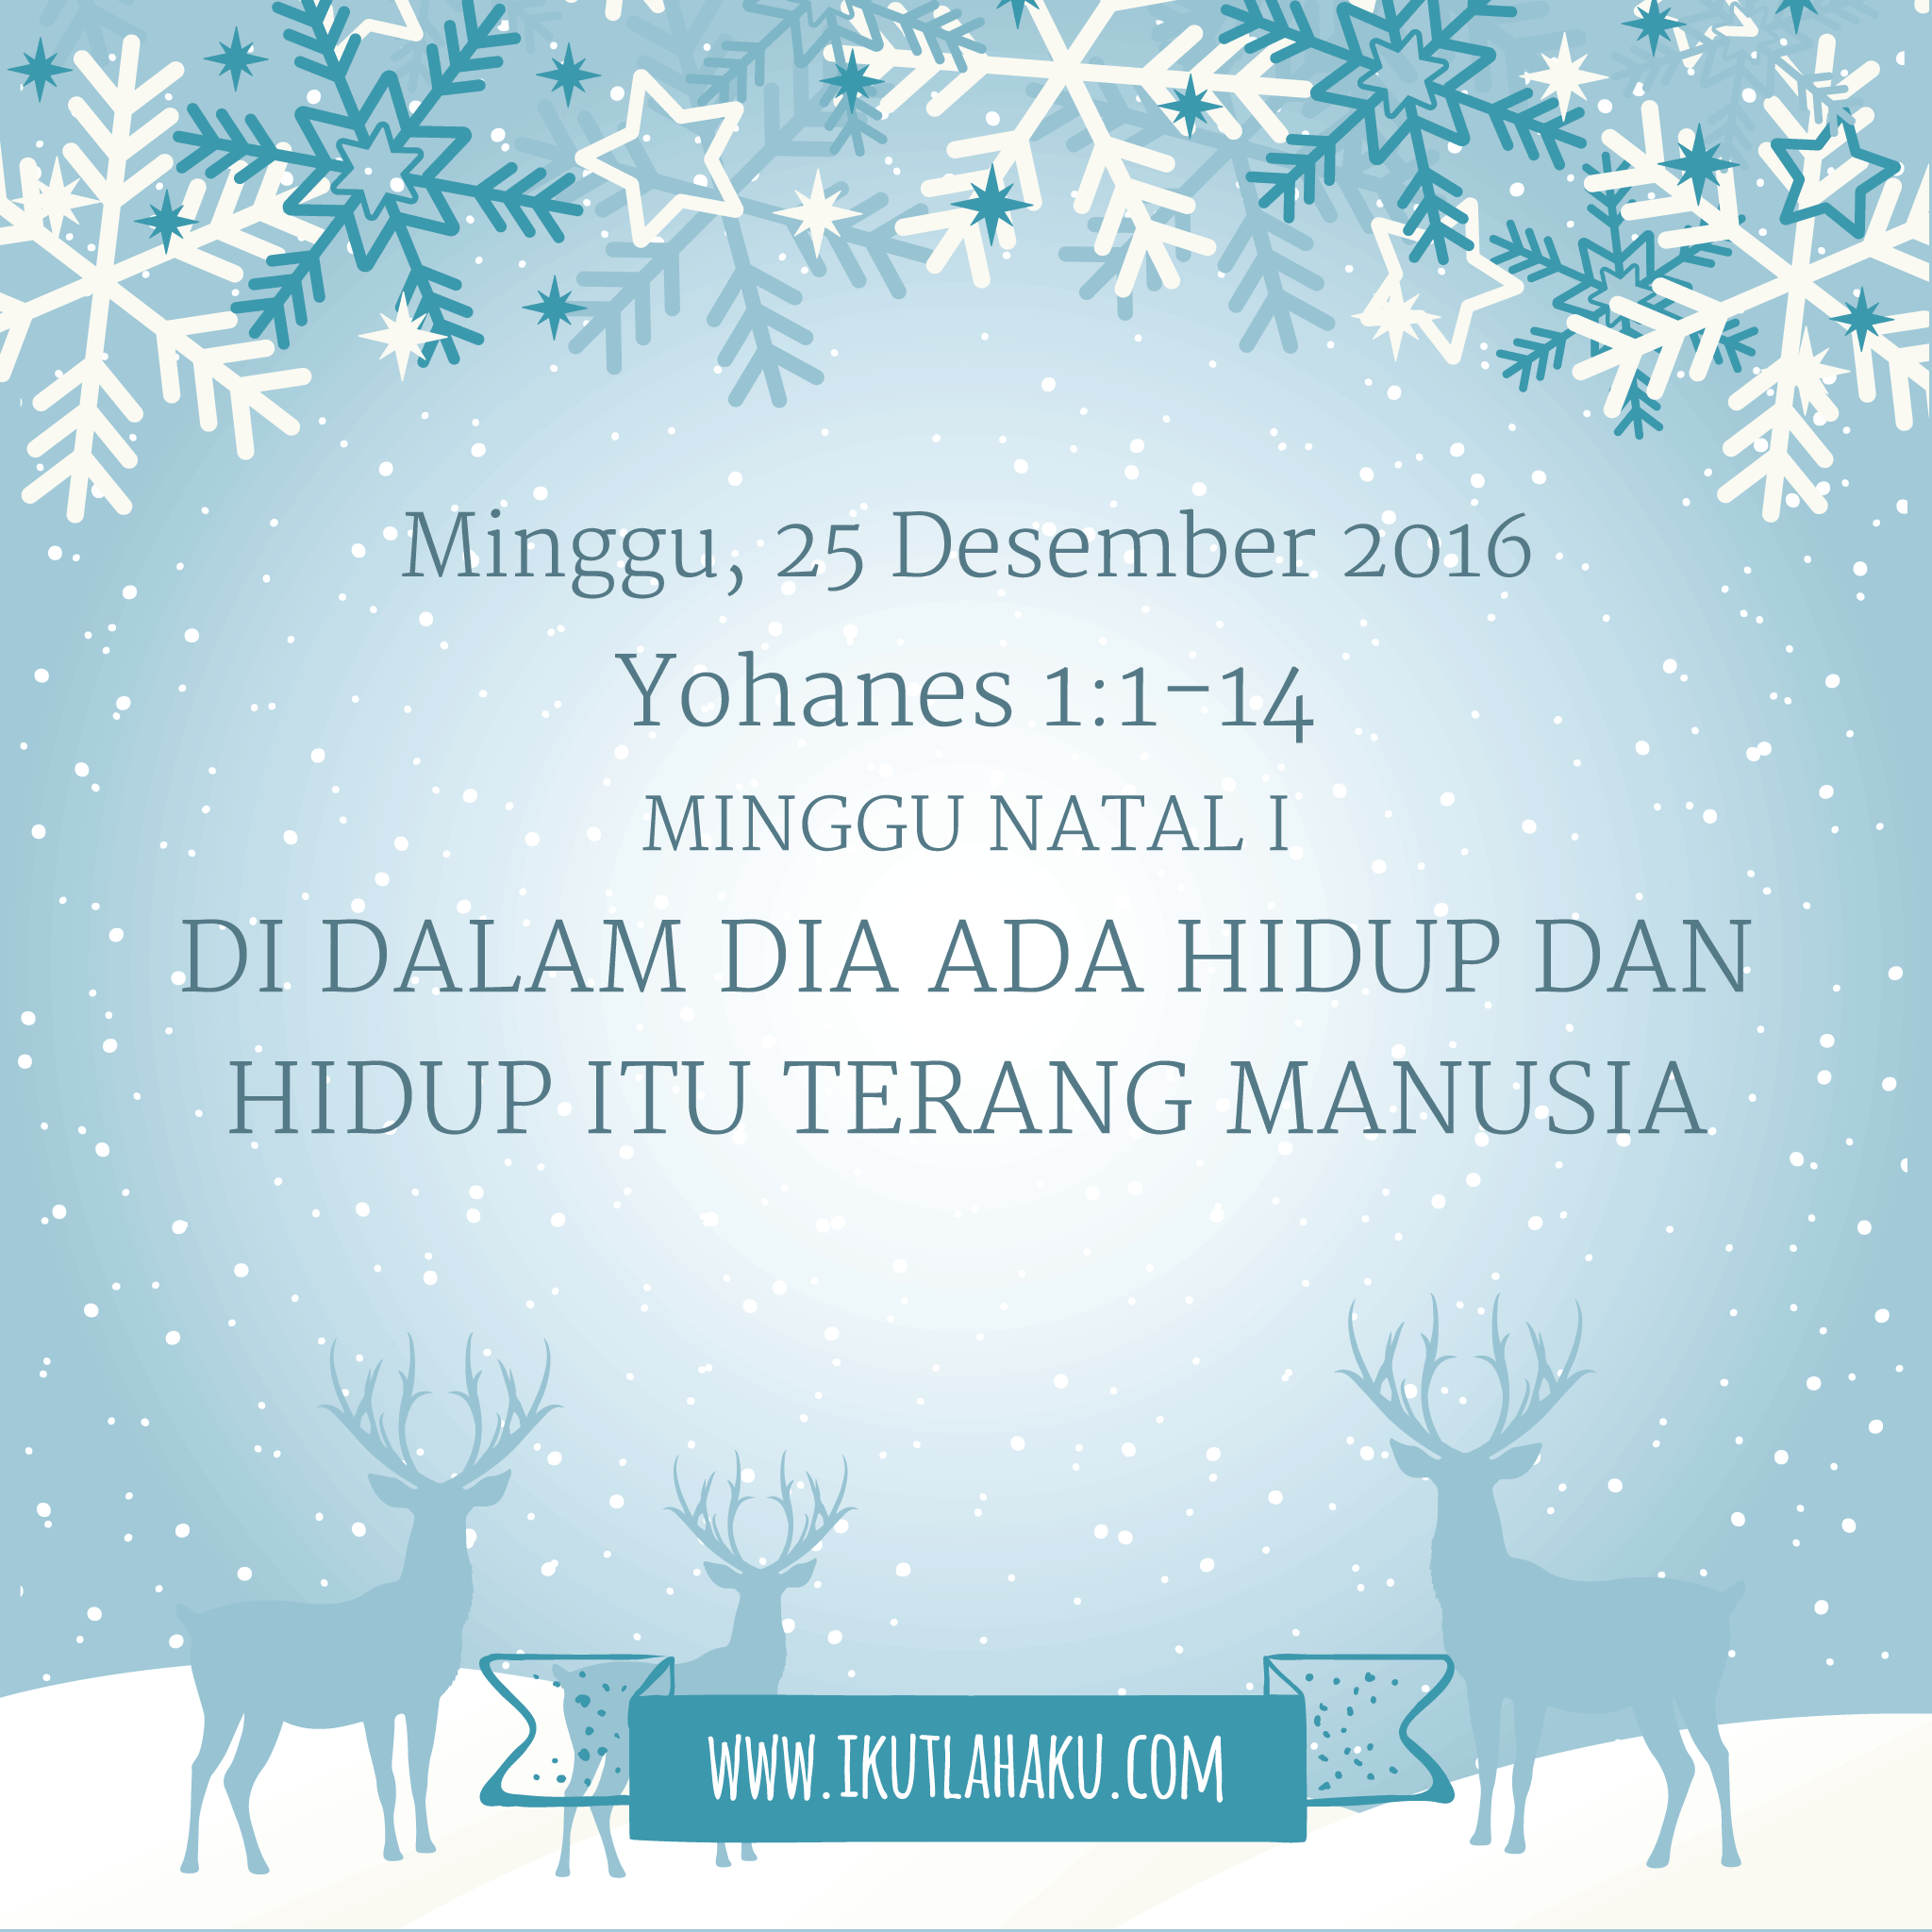 Minggu, 25 Desember 2016
Yohanes 1:1-14
MINGGU NATAL I
DI DALAM DIA ADA HIDUP DAN
HIDUP ITU TERANG MANUSIA
WWW.IKUTLAHAKU.COM